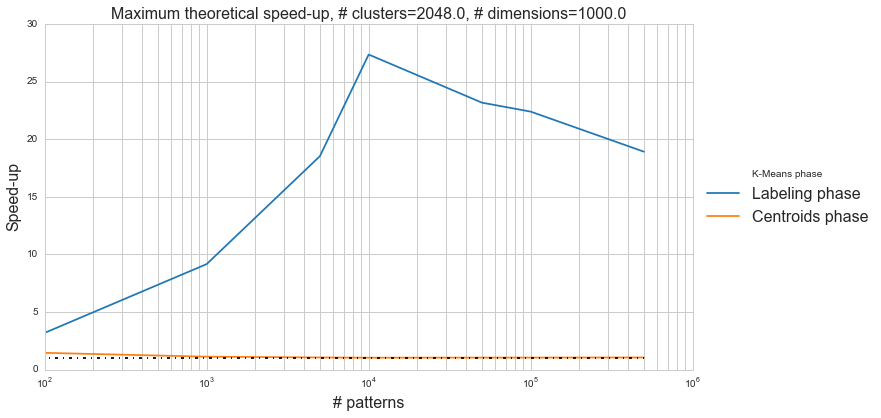 Maximum theoretical speed-up, # clusters=2048.0, # dimensions=1000.0
30
25
20
15
10
5
0
Speed-up
10^2
10^3
10^4
10^5
10^6
# patterns
K-Means phase
Labeling phase
Centroids phase